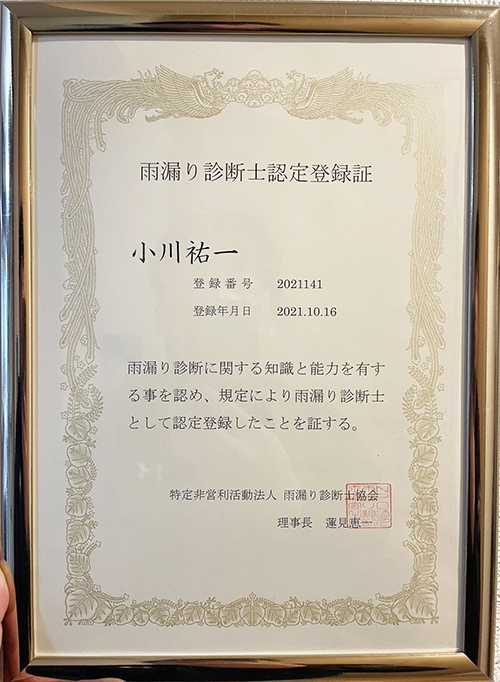 雨漏り診断士認定登録証
小川祐一
登録番号 2021141
登録年月日 2021.10.16
雨漏り診断に関する知識と能力を有す
る事を認め、規定により雨漏り診断士
として認定登録したことを証する。
特定非営利活動法人 雨漏り診断士協会
理事長 蓮見恵一